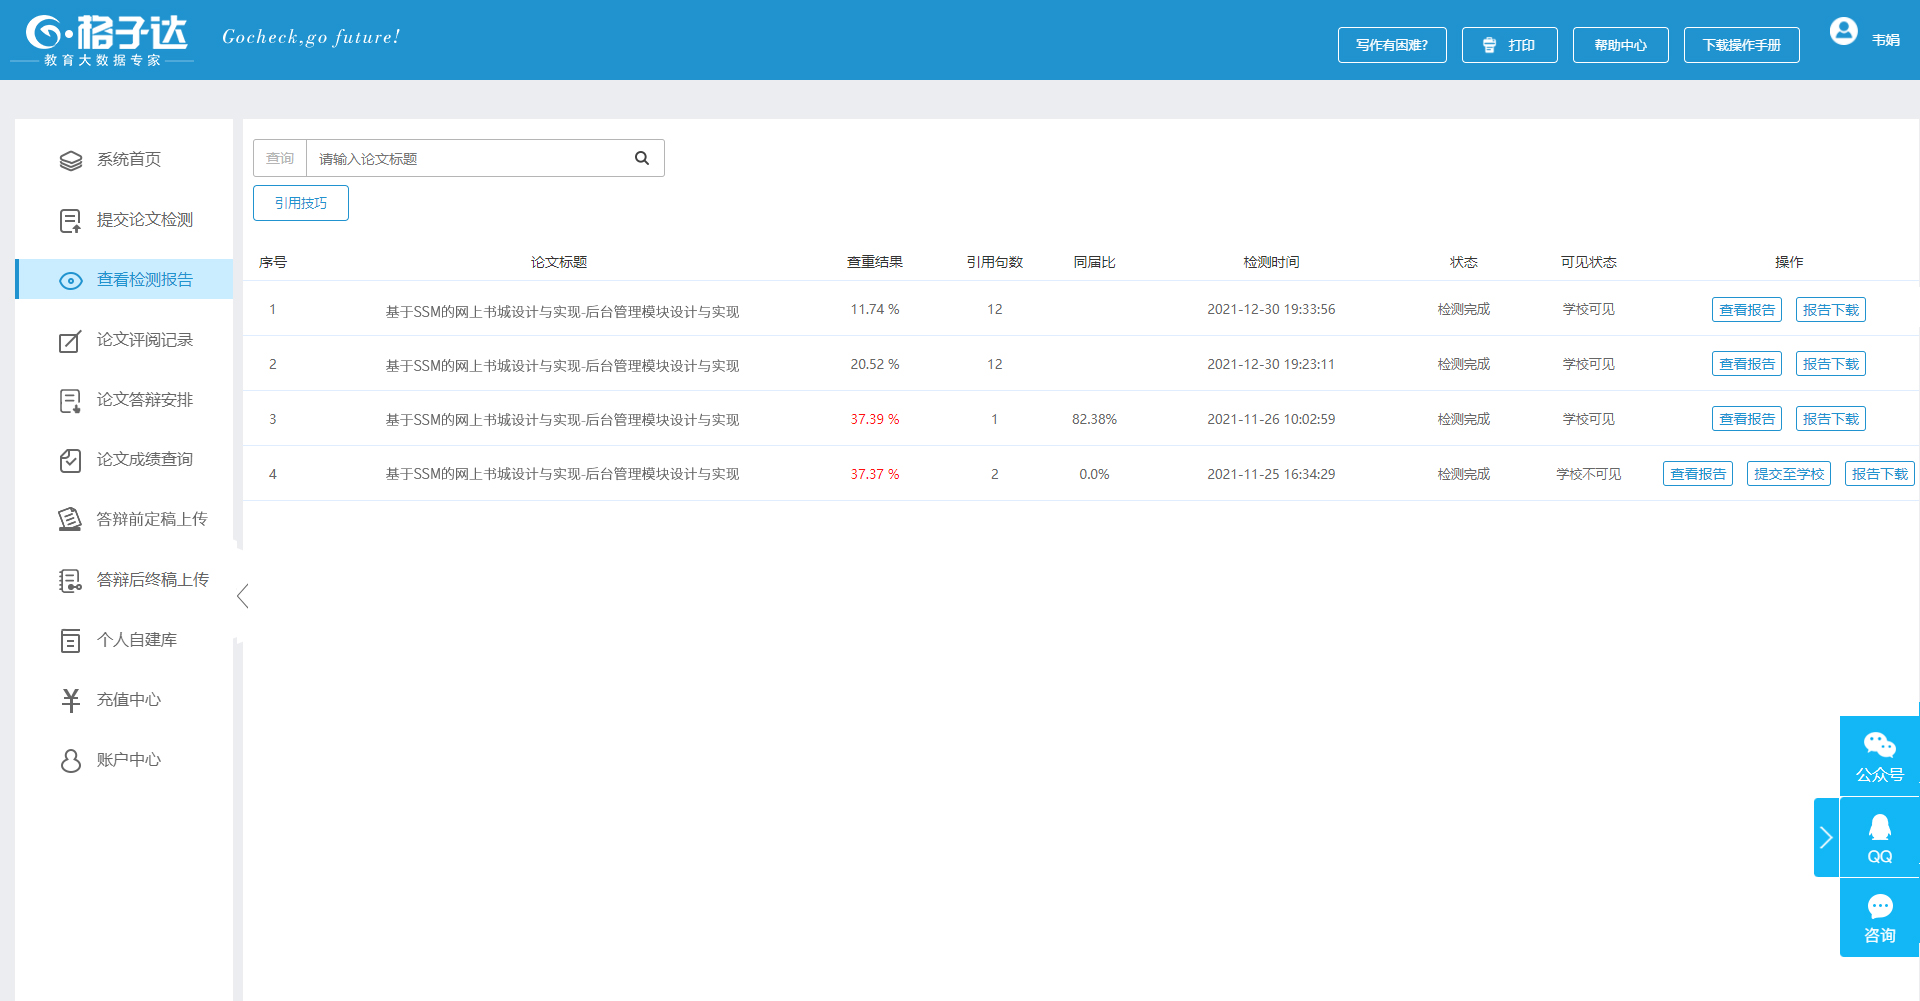 格子达
教育大数据专家
Gocheck,go future!
写作有困难?
打印
帮助中心
下载操作手册
韦娟
系统首页
提交论文检测
查看检测报告
论文评阅记录
论文答辩安排
论文成绩查询
答辩前定稿上传
答辩后终稿上传
个人自建库
充值中心
账户中心
查询 请输入论文标题
引用技巧
序号 论文标题 查重结果 引用句数 同届比 检测时间 状态 可见状态 操作
1 基于SSM的网上书城设计与实现-后台管理模块设计与实现 11.74 % 12 2021-12-30 19:33:56 检测完成 学校可见 查看报告 报告下载
2 基于SSM的网上书城设计与实现-后台管理模块设计与实现 20.52 % 12 2021-12-30 19:23:11 检测完成 学校可见 查看报告 报告下载
3 基于SSM的网上书城设计与实现-后台管理模块设计与实现 37.39 % 1 82.38% 2021-11-26 10:02:59 检测完成 学校可见 查看报告 报告下载
4 基于SSM的网上书城设计与实现-后台管理模块设计与实现 37.37 % 2 0.0% 2021-11-25 16:34:29 检测完成 学校不可见 查看报告 提交至学校 报告下载
公众号
QQ
咨询